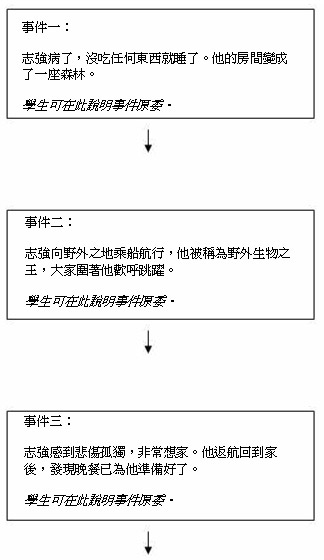 事件一：
志強病了，沒吃任何東西就睡了。他的房間變成
了一座森林。
學生可在此說明事件原委。
事件二：
志強向野外之地乘船航行，他被稱為野外生物之
王，大家圍著他歡呼跳躍。
學生可在此說明事件原委。
事件三：
志強感到悲傷孤獨，非常想家。他返航回到家
後，發現晚餐已為他準備好了。
學生可在此說明事件原委。